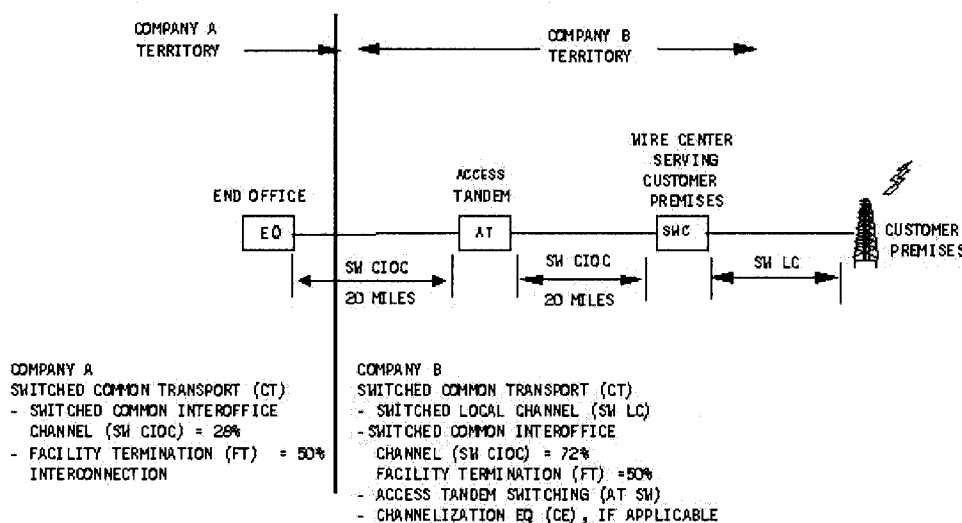 COMPANY A
TERRITORY
COMPANY B
TERRITORY
WIRE CENTER
SERVING
CUSTOMER
PREMISES
ACCESS
TANDEM
END OFFICE
EO
AT
SWC
CUSTOMER
PREMISES
SW CIOC
20 MILES
SW CIOC
20 MILES
SW LC
COMPANY A
SWITCHED COMMON TRANSPORT (CT)
- SWITCHED COMMON INTEROFFICE
CHANNEL (SW CIOC) = 28%
- FACILITY TERMINATION (FT) = 50%
INTERCONNECTION
COMPANY B
SWITCHED COMMON TRANSPORT (CT)
- SWITCHED LOCAL CHANNEL (SW LC)
-SWITCHED COMMON INTEROFFICE
CHANNEL (SW CIOC) = 72%
FACILITY TERMINATION (FT) =50%
- ACCESS TANDEM SWITCHING (AT SW)
- CHANNELIZATION EQ (CE), IF APPLICABLE